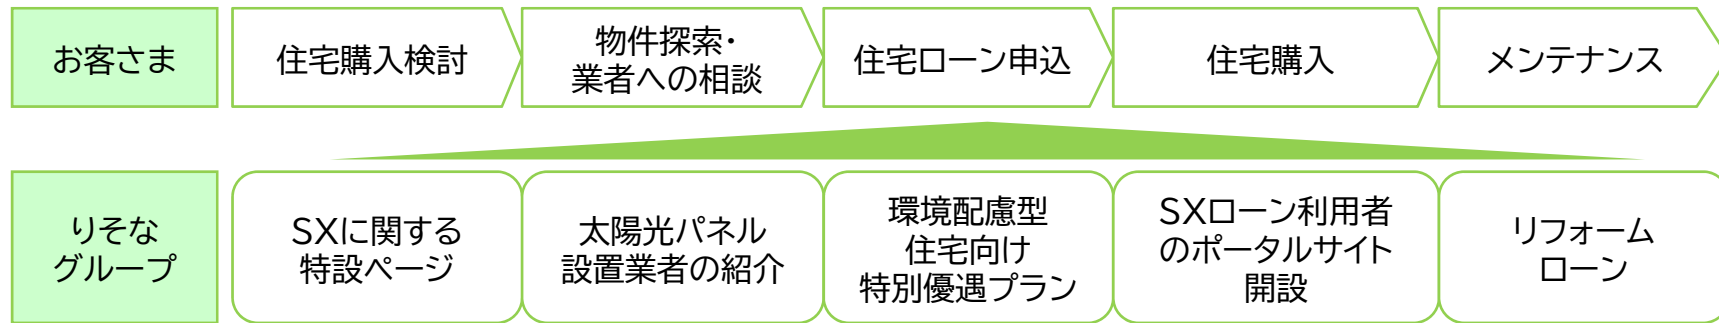 お客さま
住宅購入検討
物件探索・
業者への相談
住宅ローン申込
住宅購入
メンテナンス
りそな
グループ
SXに関する
特設ページ
太陽光パネル
設置業者の紹介
環境配慮型
住宅向け
特別優遇プラン
SXローン利用者
のポータルサイト
開設
リフォーム
ローン